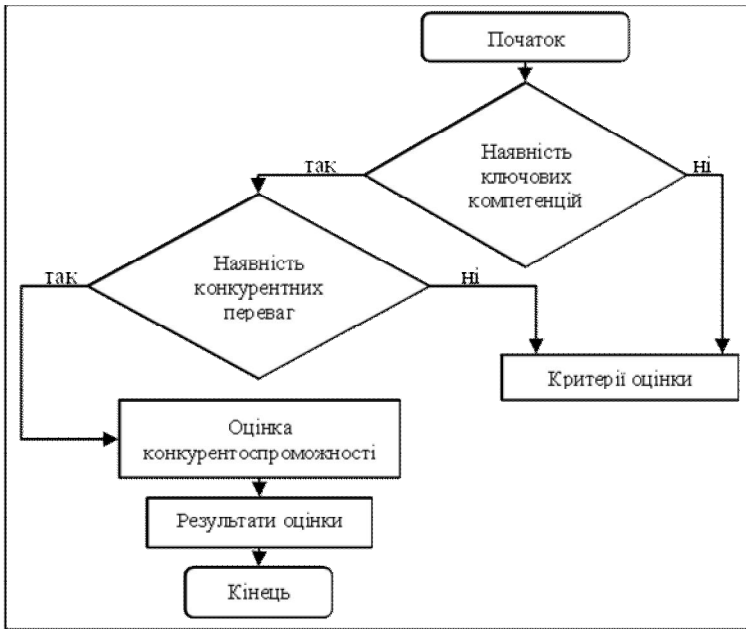 Початок
так
Наявність
ключових
компетенцій
ні
так
Наявність
конкурентних
переваг
ні
Критерії оцінки
Оцінка
конкурентоспроможності
Результати оцінки
Кінець